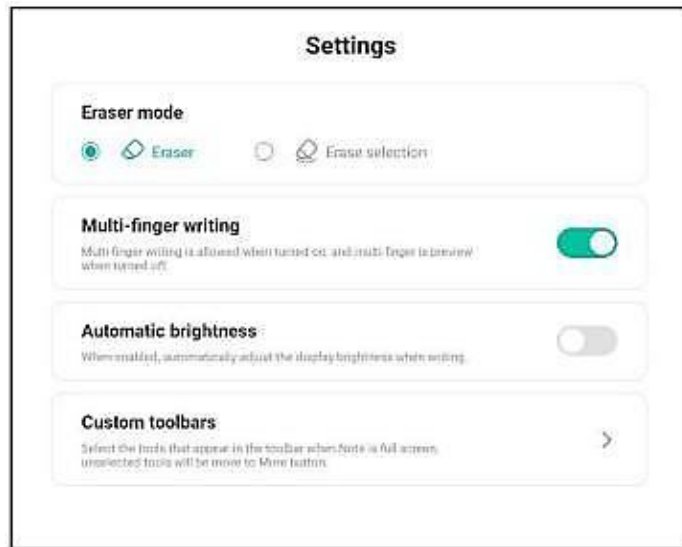 Settings
Eraser mode
Eraser
Erase selection
Multi-finger writing
Multi-finger writing is allowed when turned on, and multi-finger is preview
when turned off.
Automatic brightness
When enabled, automatically adjust the display brightness when writing.
Custom toolbars
Select the tools that appear in the toolbar when Note is full screen,
unselected tools will be move to More button.